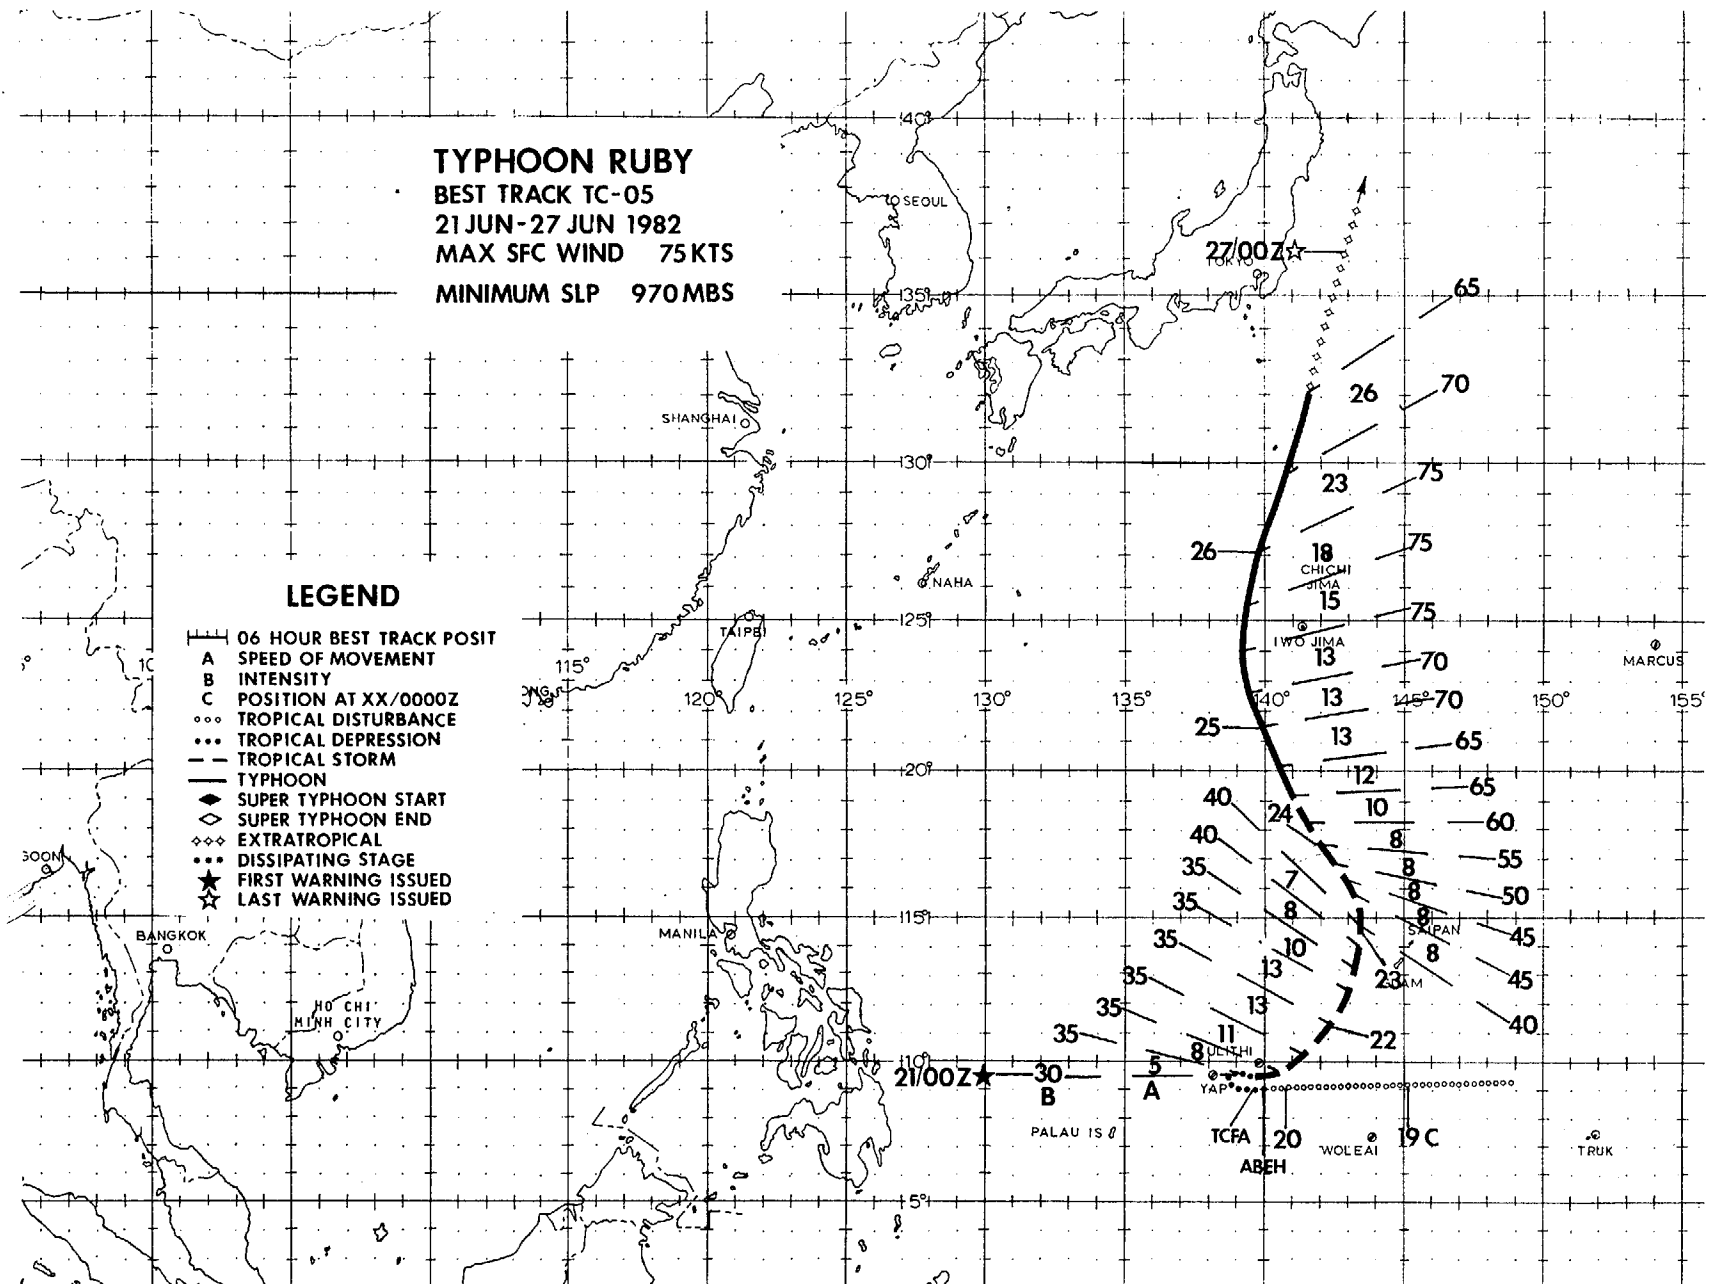 TYPHOON RUBY
BEST TRACK TC-05
21 JUN-27 JUN 1982
MAX SFC WIND 75 KTS
MINIMUM SLP 970 MBS
LEGEND
06 HOUR BEST TRACK POSIT
A SPEED OF MOVEMENT
B INTENSITY
C POSITION AT XX/0000Z
TROPICAL DISTURBANCE
TROPICAL DEPRESSION
TROPICAL STORM
TYPHOON
SUPER TYPHOON START
SUPER TYPHOON END
EXTRATROPICAL
DISSIPATING STAGE
FIRST WARNING ISSUED
LAST WARNING ISSUED
40°
SEOUL
27/00Z
TOKYO
35°
65
26
70
SHANGHAI
30°
23
75
26
18
75
CHICHI
JIMA
NAHA
15
75
25°
TAIPEI
IWO JIMA
13
70
MARCUS
115°
120°
125°
130°
135°
140°
145°
150°
155°
13
70
25
13
65
20°
12
65
40
24
10
60
40
8
55
35
7
8
50
35
8
8
15°
8
SAIPAN
45
MANILA
BANGKOK
35
10
8
13
23
GUAM
45
35
HO CHI
MINH CITY
35
13
40
35
11
22
8
ULITHI
10°
21/00Z
30
5
B
A
YAP
PALAU IS
TCFA
20
WOLEAI
19 C
TRUK
ABEH
5°